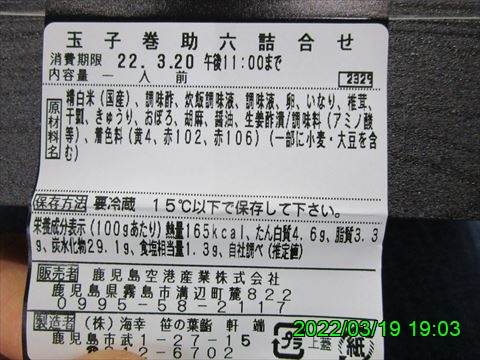 玉子巻助六詰合せ
消費期限 22.3.20 午後11:00まで
内容量 一人前
原材料名
精白米(国産)、調味酢、炊飯調味液、調味液、卵、いなり、椎茸、
干瓢、きゅうり、おぼろ、胡麻、醤油、生姜酢漬/調味料(アミノ酸
等)、着色料(黄4、赤102、赤106)(一部に小麦・大豆を含
む)
保存方法 要冷蔵 15℃以下で保存して下さい。
栄養成分表示(100gあたり)熱量165kcal、たん白質4.6g、脂質3.3
g、炭水化物29.1g、食塩相当量1.3g、自社調べ(推定値)
販売者 鹿児島空港産業株式会社
鹿児島県霧島市溝辺町麓822
0995-58-2117
製造者 (株)海幸 笹の葉鮨 軒端
鹿児島市武1-27-15
812-6702
プラ 上蓋 紙
2022/03/19 19:03